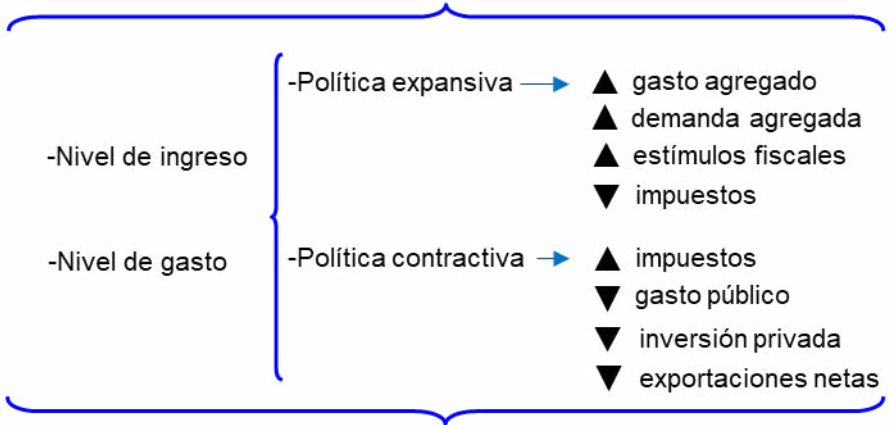 -Nivel de ingreso
-Nivel de gasto
-Política expansiva
▲ gasto agregado
▲ demanda agregada
▲ estímulos fiscales
▼ impuestos
-Política contractiva
▲ impuestos
▼ gasto público
▼ inversión privada
▼ exportaciones netas